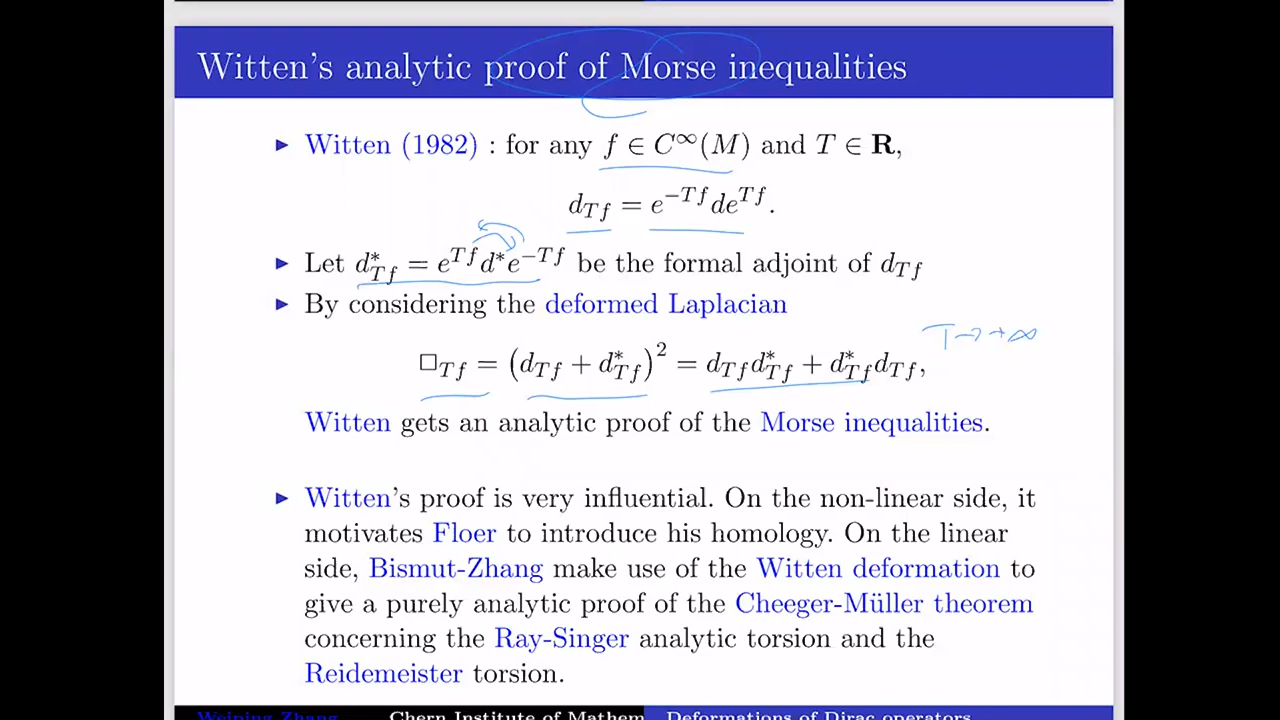 Witten's analytic proof of Morse inequalities
▶ Witten (1982) : for any f ∈ C^∞(M) and T ∈ R,
d_{Tf} = e^{-Tf} d e^{Tf}.
▶ Let d^*_{Tf} = e^{Tf} d^* e^{-Tf} be the formal adjoint of d_{Tf}
▶ By considering the deformed Laplacian
T → +∞
□_{Tf} = (d_{Tf} + d^*_{Tf})^2 = d_{Tf} d^*_{Tf} + d^*_{Tf} d_{Tf},
Witten gets an analytic proof of the Morse inequalities.
▶ Witten's proof is very influential. On the non-linear side, it
motivates Floer to introduce his homology. On the linear
side, Bismut-Zhang make use of the Witten deformation to
give a purely analytic proof of the Cheeger-Müller theorem
concerning the Ray-Singer analytic torsion and the
Reidemeister torsion.
Weiping Zhang Chern Institute of Mathem Deformations of Dirac operators